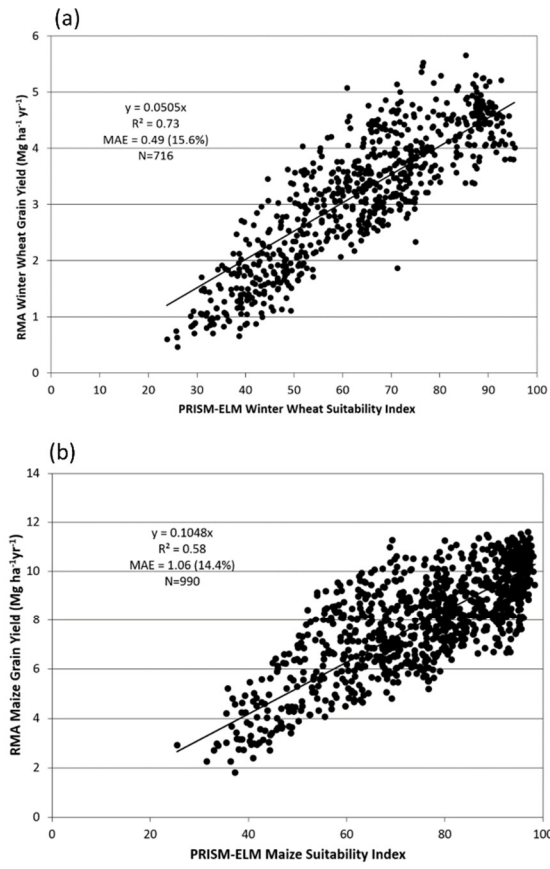 (a)
6
5
4
3
2
1
0
RMA Winter Wheat Grain Yield (Mg ha⁻¹ yr⁻¹)
y = 0.0505x
R² = 0.73
MAE = 0.49 (15.6%)
N=716
0 10 20 30 40 50 60 70 80 90 100
PRISM-ELM Winter Wheat Suitability Index
(b)
14
12
10
8
6
4
2
0
RMA Maize Grain Yield (Mg ha⁻¹yr⁻¹)
y = 0.1048x
R² = 0.58
MAE = 1.06 (14.4%)
N=990
0 20 40 60 80 100
PRISM-ELM Maize Suitability Index